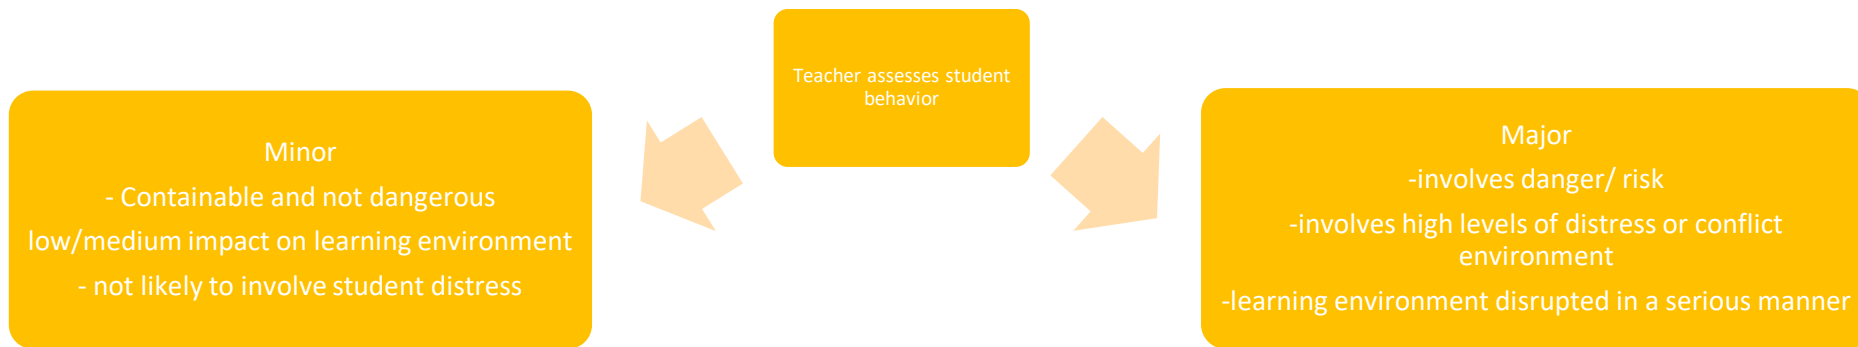 Teacher assesses student
behavior
Minor
- Contained and not dangerous
low/medium impact on learning environment
- not likely to involve student distress
Major
-involves danger/ risk
-involves high levels of distress or conflict
environment
-learning environment disrupted in a serious manner